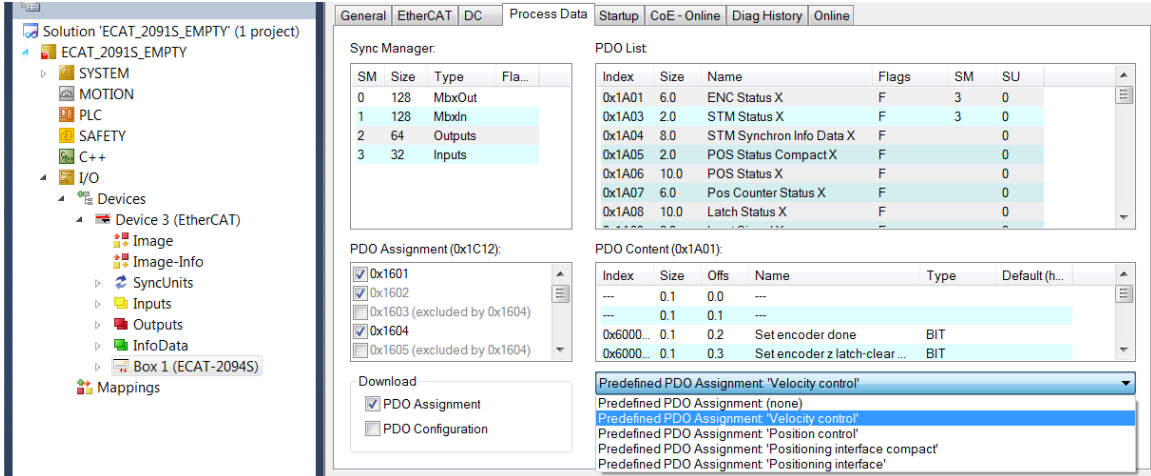 Solution 'ECAT_2091S_EMPTY' (1 project)
ECAT_2091S_EMPTY
SYSTEM
MOTION
PLC
SAFETY
C++
I/O
Devices
Device 3 (EtherCAT)
Image
Image-Info
SyncUnits
Inputs
Outputs
InfoData
Box 1 (ECAT-2094S)
Mappings
General EtherCAT DC Process Data Startup CoE - Online Diag History Online
Sync Manager:
SM Size Type Fla...
0 128 MbxOut
1 128 MbxIn
2 64 Outputs
3 32 Inputs
PDO List:
Index Size Name Flags SM SU
0x1A01 6.0 ENC Status X F 3 0
0x1A03 2.0 STM Status X F 3 0
0x1A04 8.0 STM Synchron Info Data X F 0
0x1A05 2.0 POS Status Compact X F 0
0x1A06 10.0 POS Status X F 0
0x1A07 6.0 Pos Counter Status X F 0
0x1A08 10.0 Latch Status X F 0
PDO Assignment (0x1C12):
0x1601
0x1602
0x1603 (excluded by 0x1604)
0x1604
0x1605 (excluded by 0x1604)
PDO Content (0x1A01):
Index Size Offs Name Type Default (h...
--- 0.1 0.0 ---
--- 0.1 0.1 ---
0x6000... 0.1 0.2 Set encoder done BIT
0x6000... 0.1 0.3 Set encoder z latch-clear ... BIT
Download
PDO Assignment
PDO Configuration
Predefined PDO Assignment: 'Velocity control'
Predefined PDO Assignment: (none)
Predefined PDO Assignment: 'Velocity control'
Predefined PDO Assignment: 'Position control'
Predefined PDO Assignment: 'Positioning interface compact'
Predefined PDO Assignment: 'Positioning interface'